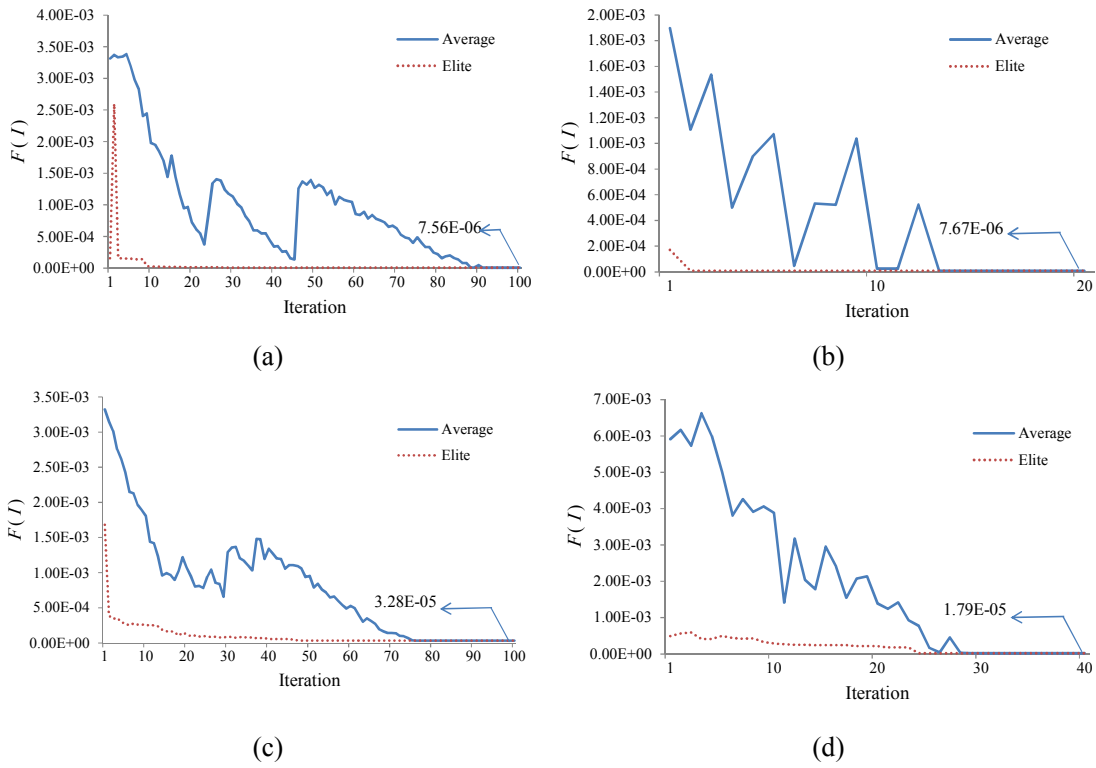 4.00E-03
3.50E-03
3.00E-03
2.50E-03
2.00E-03
1.50E-03
1.00E-03
5.00E-04
0.00E+00
F( I )
Average
Elite
7.56E-06
1 10 20 30 40 50 60 70 80 90 100
Iteration
(a)
2.00E-03
1.80E-03
1.60E-03
1.40E-03
1.20E-03
1.00E-03
8.00E-04
6.00E-04
4.00E-04
2.00E-04
0.00E+00
F( I )
Average
Elite
7.67E-06
1 10 20
Iteration
(b)
3.50E-03
3.00E-03
2.50E-03
2.00E-03
1.50E-03
1.00E-03
5.00E-04
0.00E+00
F( I )
Average
Elite
3.28E-05
1 10 20 30 40 50 60 70 80 90 100
Iteration
(c)
7.00E-03
6.00E-03
5.00E-03
4.00E-03
3.00E-03
2.00E-03
1.00E-03
0.00E+00
F( I )
Average
Elite
1.79E-05
1 10 20 30 40
Iteration
(d)